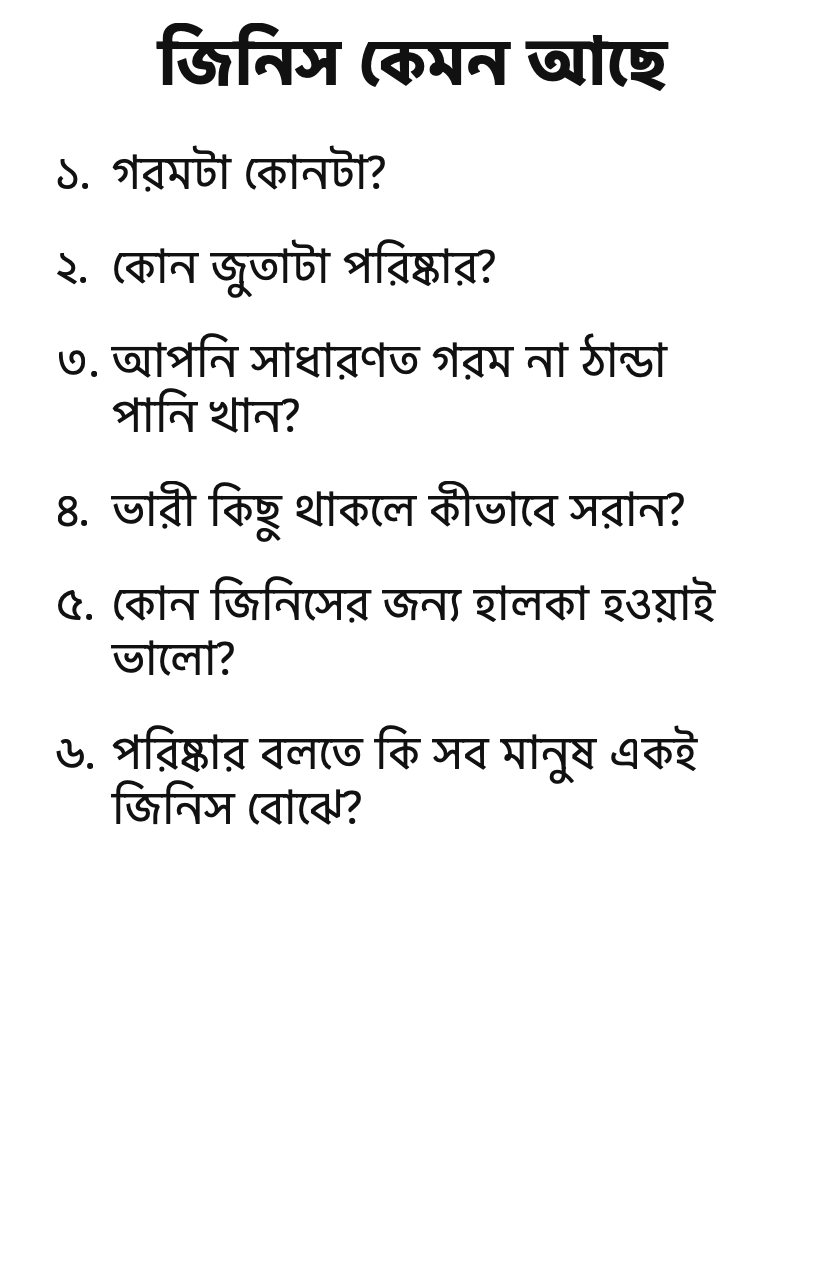 জিনিস কেমন আছে
১. গরমটা কোনটা?
২. কোন জুতাটা পরিষ্কার?
৩. আপনি সাধারণত গরম না ঠান্ডা
পানি খান?
৪. ভারী কিছু থাকলে কীভাবে সরান?
৫. কোন জিনিসের জন্য হালকা হওয়াই
ভালো?
৬. পরিষ্কার বলতে কি সব মানুষ একই
জিনিস বোঝে?